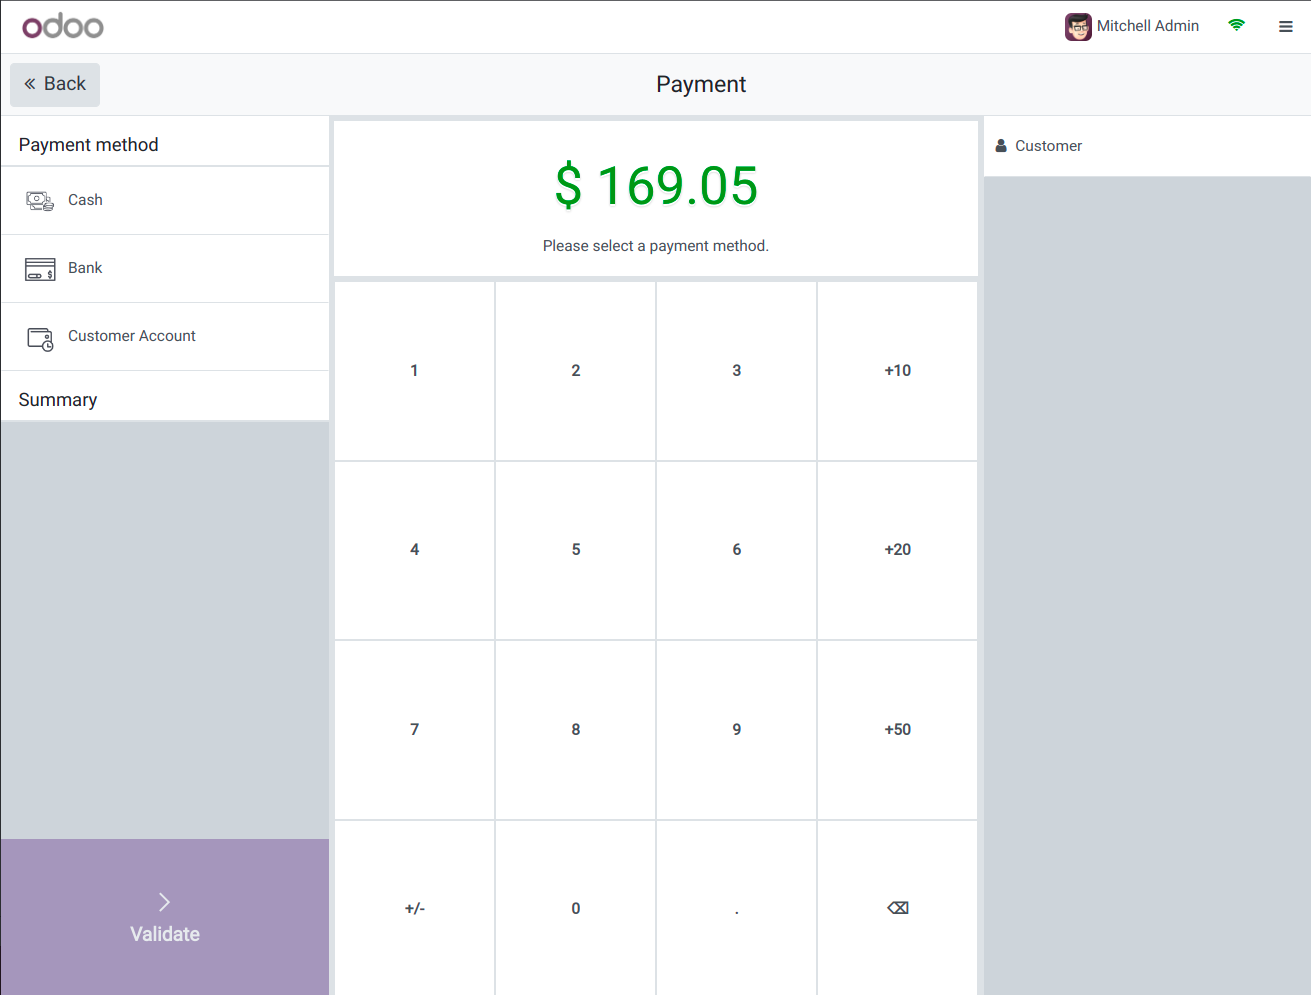 odoo
Mitchell Admin
Back
Payment
Payment method
Cash
Bank
Customer Account
Summary
Validate
$ 169.05
Please select a payment method.
1 2 3 +10
4 5 6 +20
7 8 9 +50
+/- 0 . ⌫
Customer